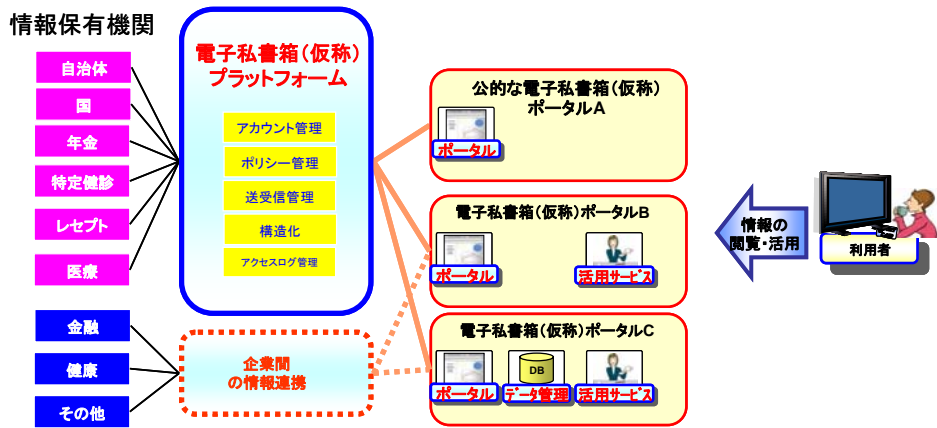 情報保有機関
自治体
国
年金
特定健診
レセプト
医療
金融
健康
その他
電子私書箱（仮称）
プラットフォーム
アカウント管理
ポリシー管理
送受信管理
構造化
アクセスログ管理
企業間
の情報連携
公的な電子私書箱（仮称）
ポータルA
ポータル
電子私書箱（仮称）ポータルB
ポータル
活用サービス
電子私書箱（仮称）ポータルC
DB
ポータル
データ管理
活用サービス
情報の
閲覧・活用
利用者